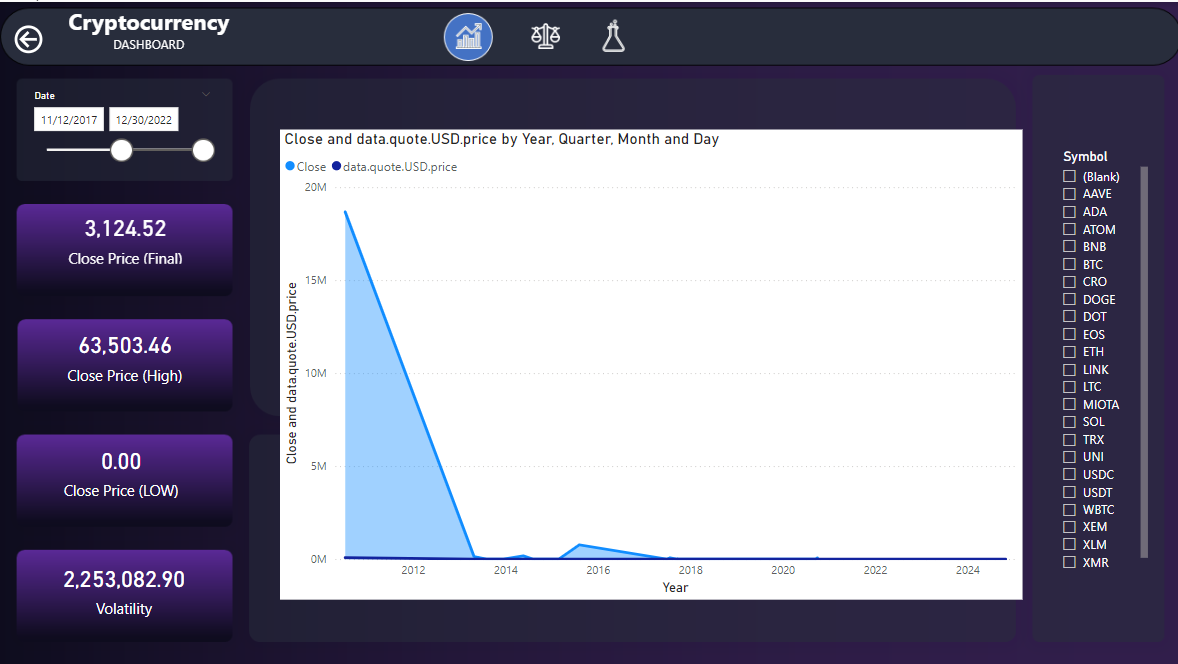 Cryptocurrency
DASHBOARD
Date
11/12/2017 12/30/2022
3,124.52
Close Price (Final)
63,503.46
Close Price (High)
0.00
Close Price (LOW)
2,253,082.90
Volatility
Close and data.quote.USD.price by Year, Quarter, Month and Day
Close data.quote.USD.price
Close and data.quote.USD.price
20M
15M
10M
5M
0M
2012 2014 2016 2018 2020 2022 2024
Year
Symbol
(Blank)
AAVE
ADA
ATOM
BNB
BTC
CRO
DOGE
DOT
EOS
ETH
LINK
LTC
MIOTA
SOL
TRX
UNI
USDC
USDT
WBTC
XEM
XLM
XMR